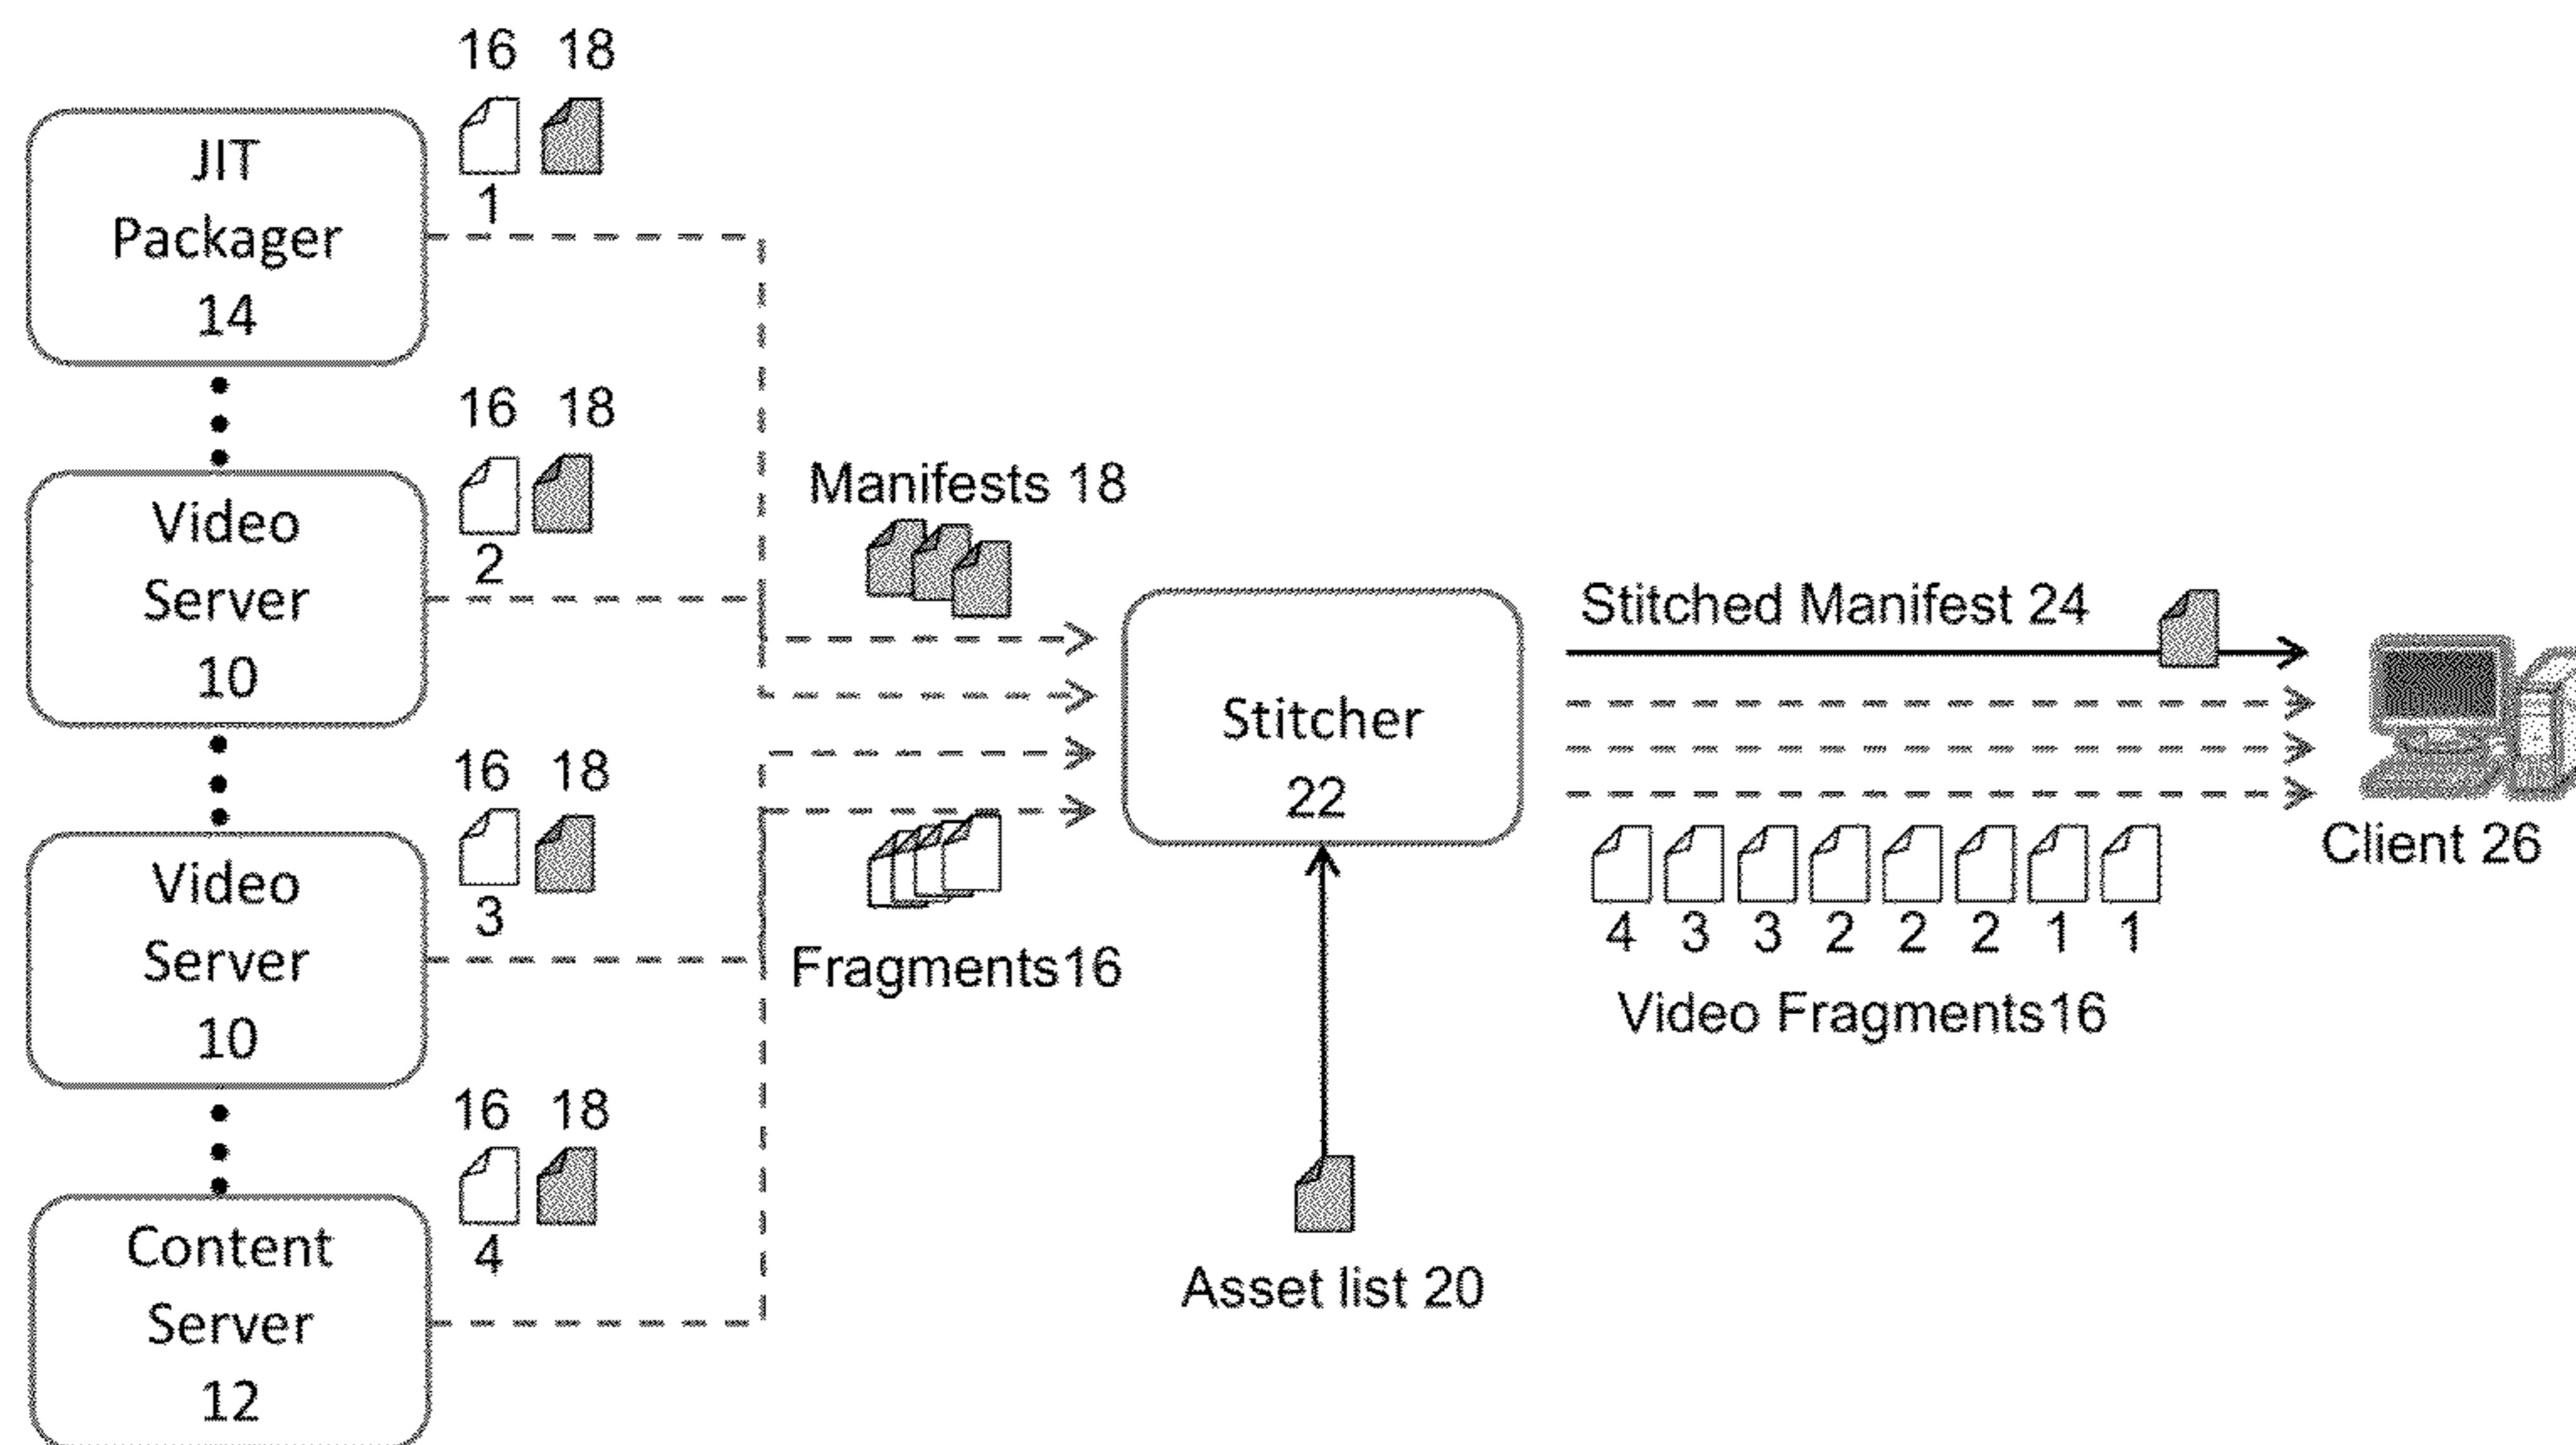 16 18
1
JIT
Packager
14
16 18
2
Video
Server
10
16 18
3
Video
Server
10
16 18
4
Content
Server
12
Manifests 18
Fragments16
Stitcher
22
Asset list 20
Stitched Manifest 24
4 3 3 2 2 2 1 1
Video Fragments16
Client 26